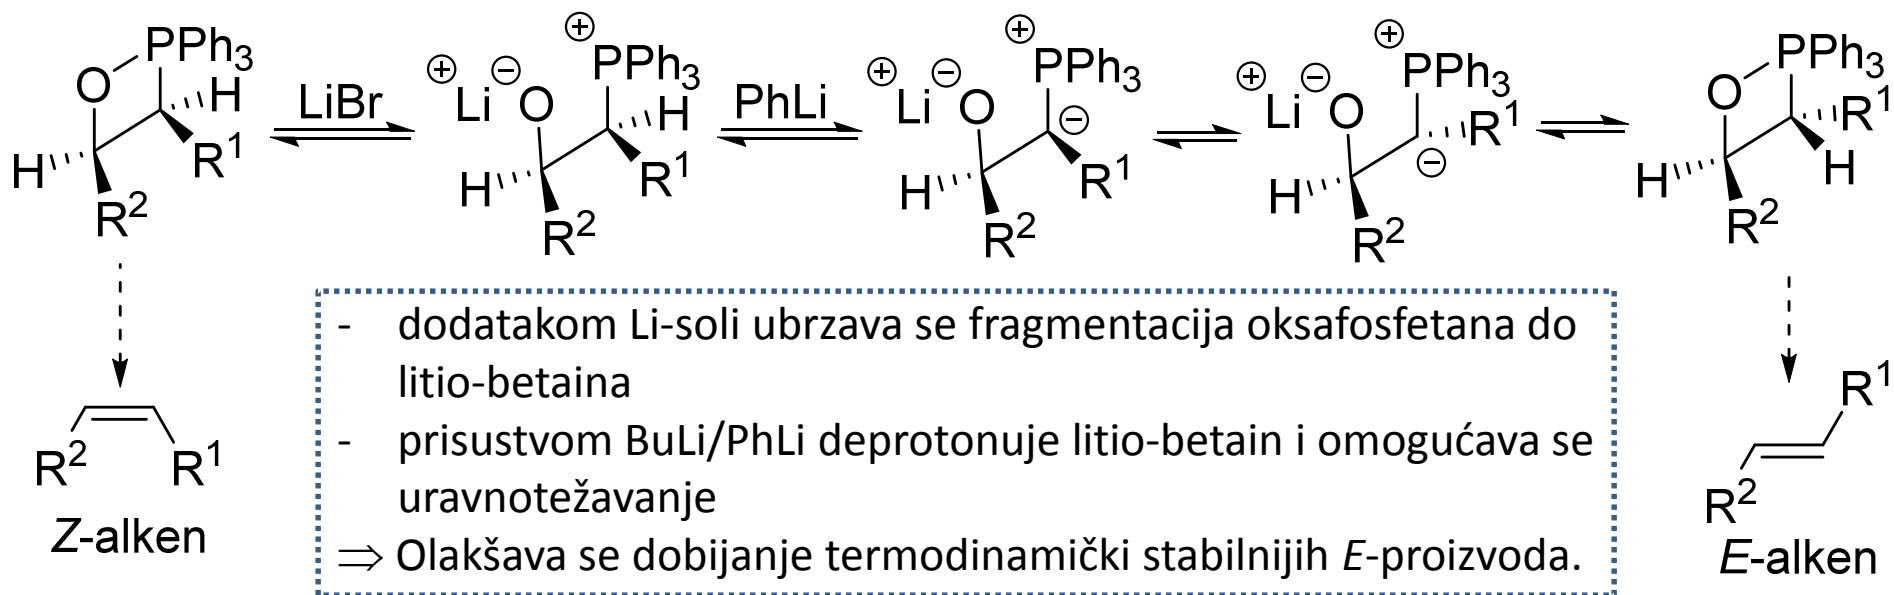 O PPh3 H H R1 R2
LiBr
⊕ Li ⊖ O ⊕ PPh3 H H R1 R2
PhLi
⊕ Li ⊖ O ⊕ PPh3 ⊖ H R1 R2
⊕ Li ⊖ O ⊕ PPh3 R1 ⊖ H R2
O PPh3 R1 H H R2
- dodatakom Li-soli ubrzava se fragmentacija oksafosfetana do
litio-betaina
- prisustvom BuLi/PhLi deprotonuje litio-betain i omogućava se
uravnotežavanje
⇒ Olakšava se dobijanje termodinamički stabilnijih E-proizvoda.
R2 R1
Z-alken
R1
R2
E-alken